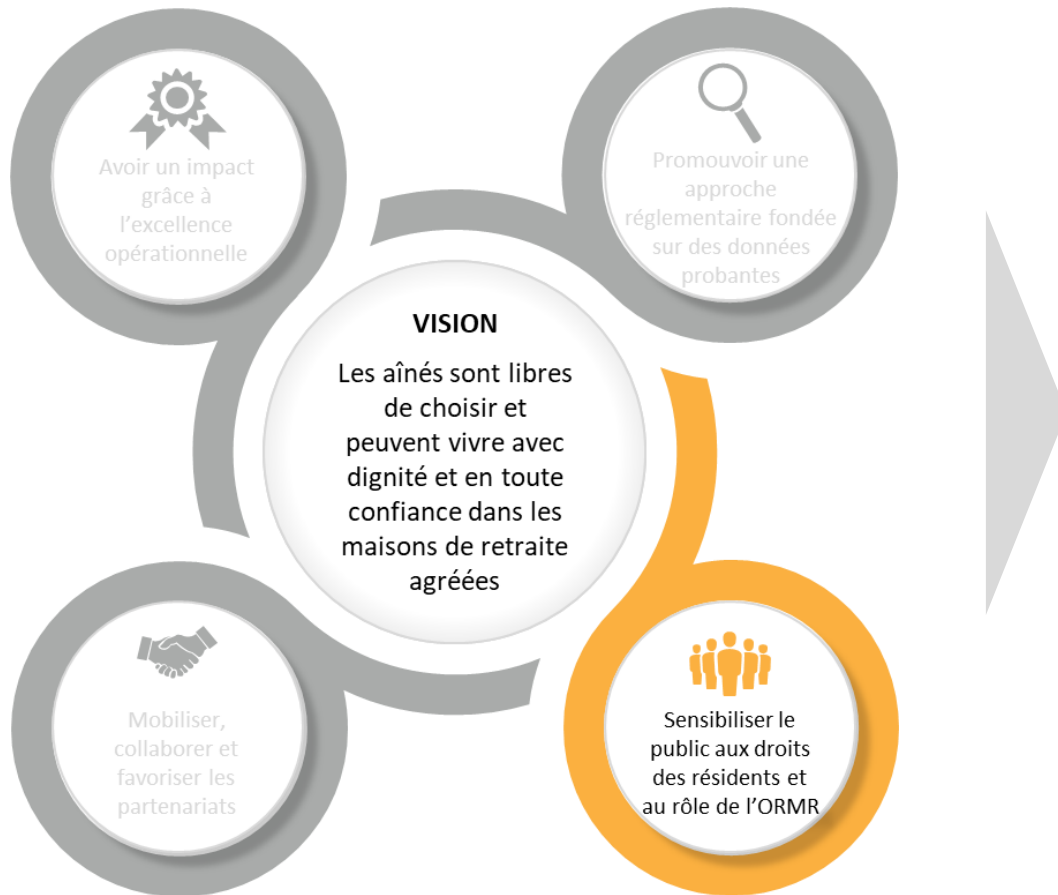 Avoir un impact
grâce à
l’excellence
opérationnelle
Promouvoir une
approche
réglementaire fondée
sur des données
probantes
VISION
Les aînés sont libres
de choisir et
peuvent vivre avec
dignité et en toute
confiance dans les
maisons de retraite
agréées
Mobiliser,
collaborer et
favoriser les
partenariats
Sensibiliser le
public aux droits
des résidents et
au rôle de l’ORMR